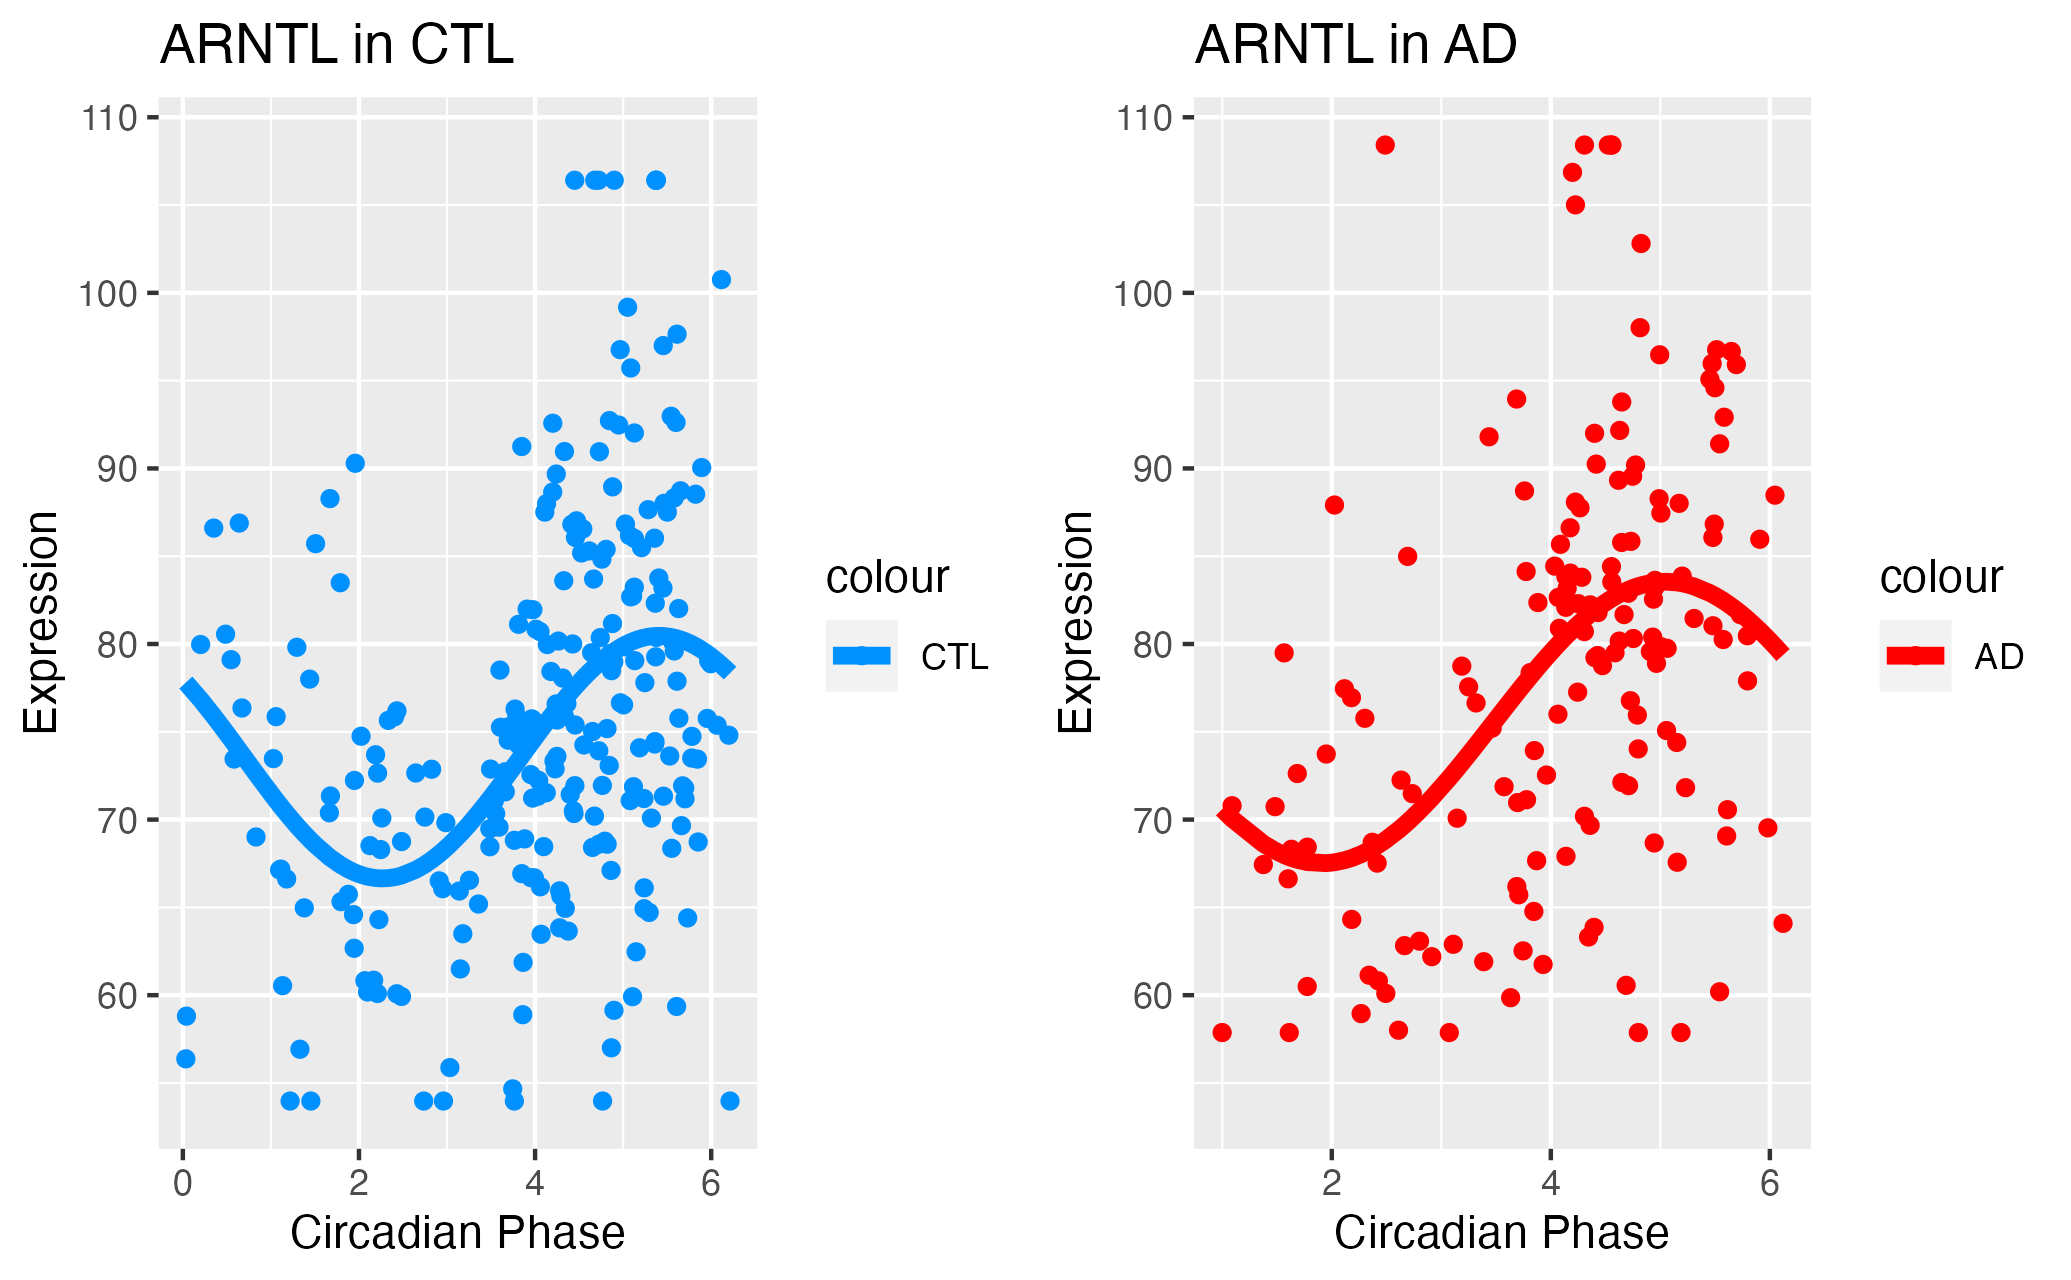 ARNTL in CTL
110
100
90
80
70
60
Expression
0 2 4 6
Circadian Phase
colour
CTL
ARNTL in AD
110
100
90
80
70
60
Expression
2 4 6
Circadian Phase
colour
AD